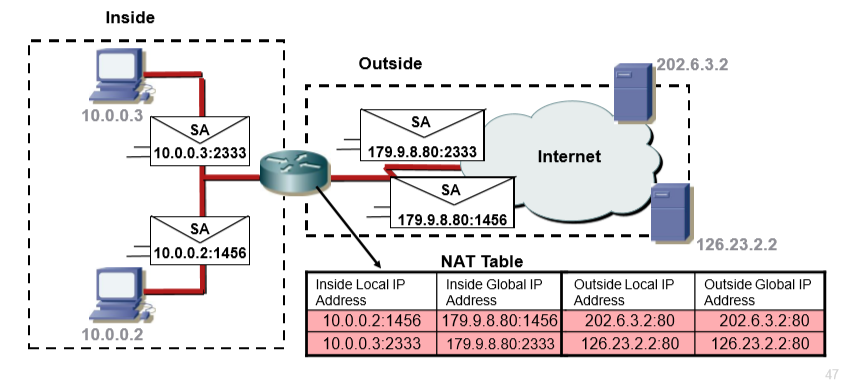 Inside
Outside
202.6.3.2
10.0.0.3
SA
10.0.0.3:2333
SA
179.9.8.80:2333
Internet
SA
179.9.8.80:1456
SA
10.0.0.2:1456
126.23.2.2
10.0.0.2
NAT Table
Inside Local IP Address
Inside Global IP Address
Outside Local IP Address
Outside Global IP Address
10.0.0.2:1456 179.9.8.80:1456 202.6.3.2:80 202.6.3.2:80
10.0.0.3:2333 179.9.8.80:2333 126.23.2.2:80 126.23.2.2:80
47